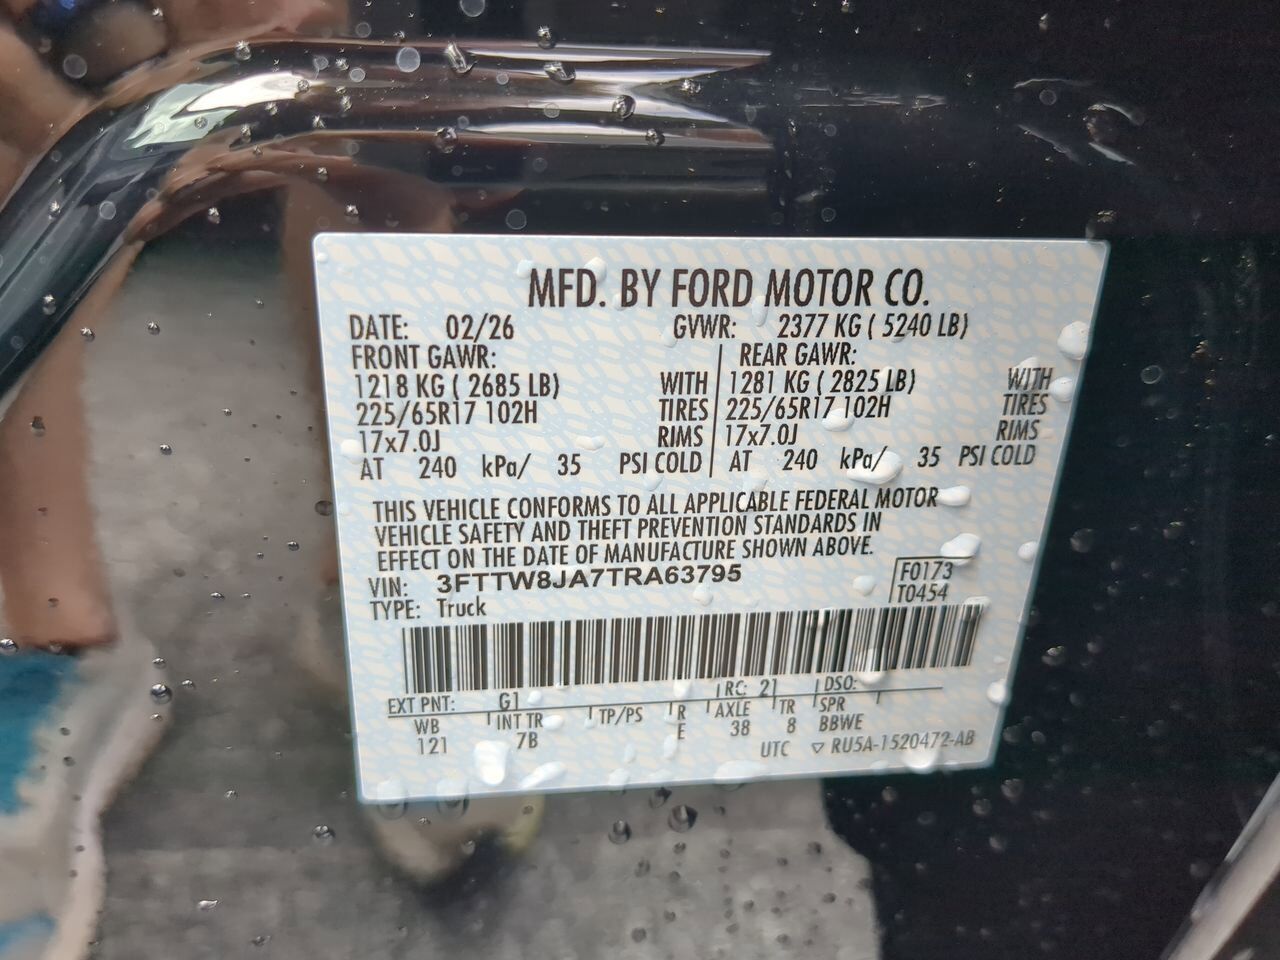 MFD. BY FORD MOTOR CO.
DATE: 02/26 GVWR: 2377 KG ( 5240 LB)
FRONT GAWR: REAR GAWR:
1218 KG ( 2685 LB) WITH 1281 KG ( 2825 LB) WITH
225/65R17 102H TIRES 225/65R17 102H TIRES
17x7.0J RIMS 17x7.0J RIMS
AT 240 kPa/ 35 PSI COLD AT 240 kPa/ 35 PSI COLD
THIS VEHICLE CONFORMS TO ALL APPLICABLE FEDERAL MOTOR
VEHICLE SAFETY AND THEFT PREVENTION STANDARDS IN
EFFECT ON THE DATE OF MANUFACTURE SHOWN ABOVE.
VIN: 3FTTW8JA7TRA63795 F0173
TYPE: Truck T0454
EXT PNT: G1 RC: 21 DSO:
WB INT TR TP/PS R AXLE TR SPR
121 7B E 38 8 BBWE
UTC ▽ RU5A-1520472-AB